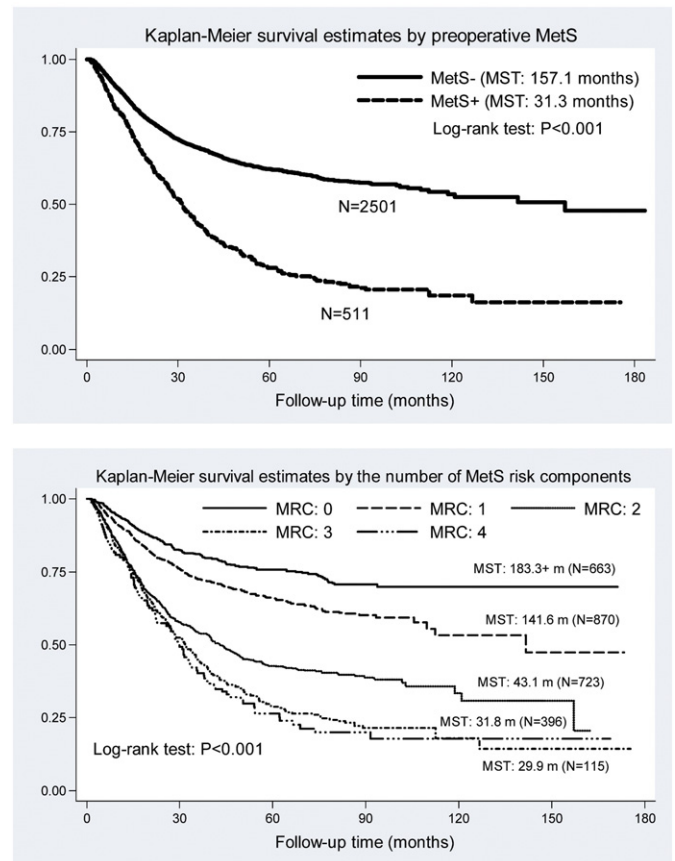 Kaplan-Meier survival estimates by preoperative MetS
1.00
0.75
0.50
0.25
0.00
MetS- (MST: 157.1 months)
MetS+ (MST: 31.3 months)
Log-rank test: P<0.001
N=2501
N=511
0 30 60 90 120 150 180
Follow-up time (months)
Kaplan-Meier survival estimates by the number of MetS risk components
1.00
0.75
0.50
0.25
0.00
MRC: 0 MRC: 1 MRC: 2
MRC: 3 MRC: 4
MST: 183.3+ m (N=663)
MST: 141.6 m (N=870)
MST: 43.1 m (N=723)
MST: 31.8 m (N=396)
Log-rank test: P<0.001
MST: 29.9 m (N=115)
0 30 60 90 120 150 180
Follow-up time (months)